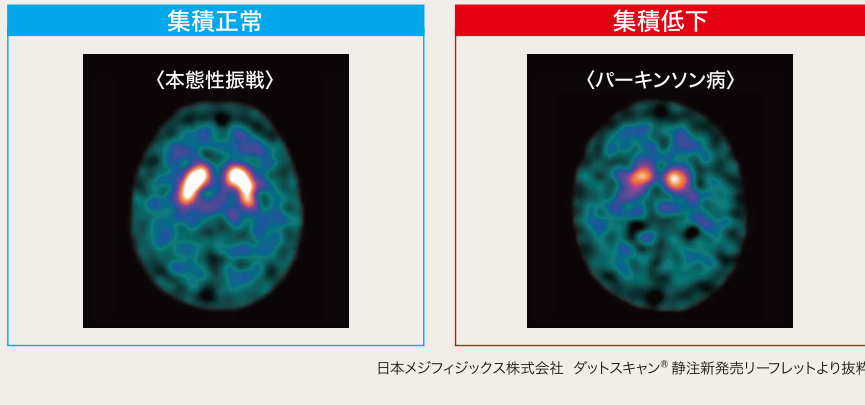 集積正常
〈本態性振戦〉
集積低下
〈パーキンソン病〉
日本メジフィジックス株式会社 ダットスキャン® 静注新発売リーフレットより抜粋